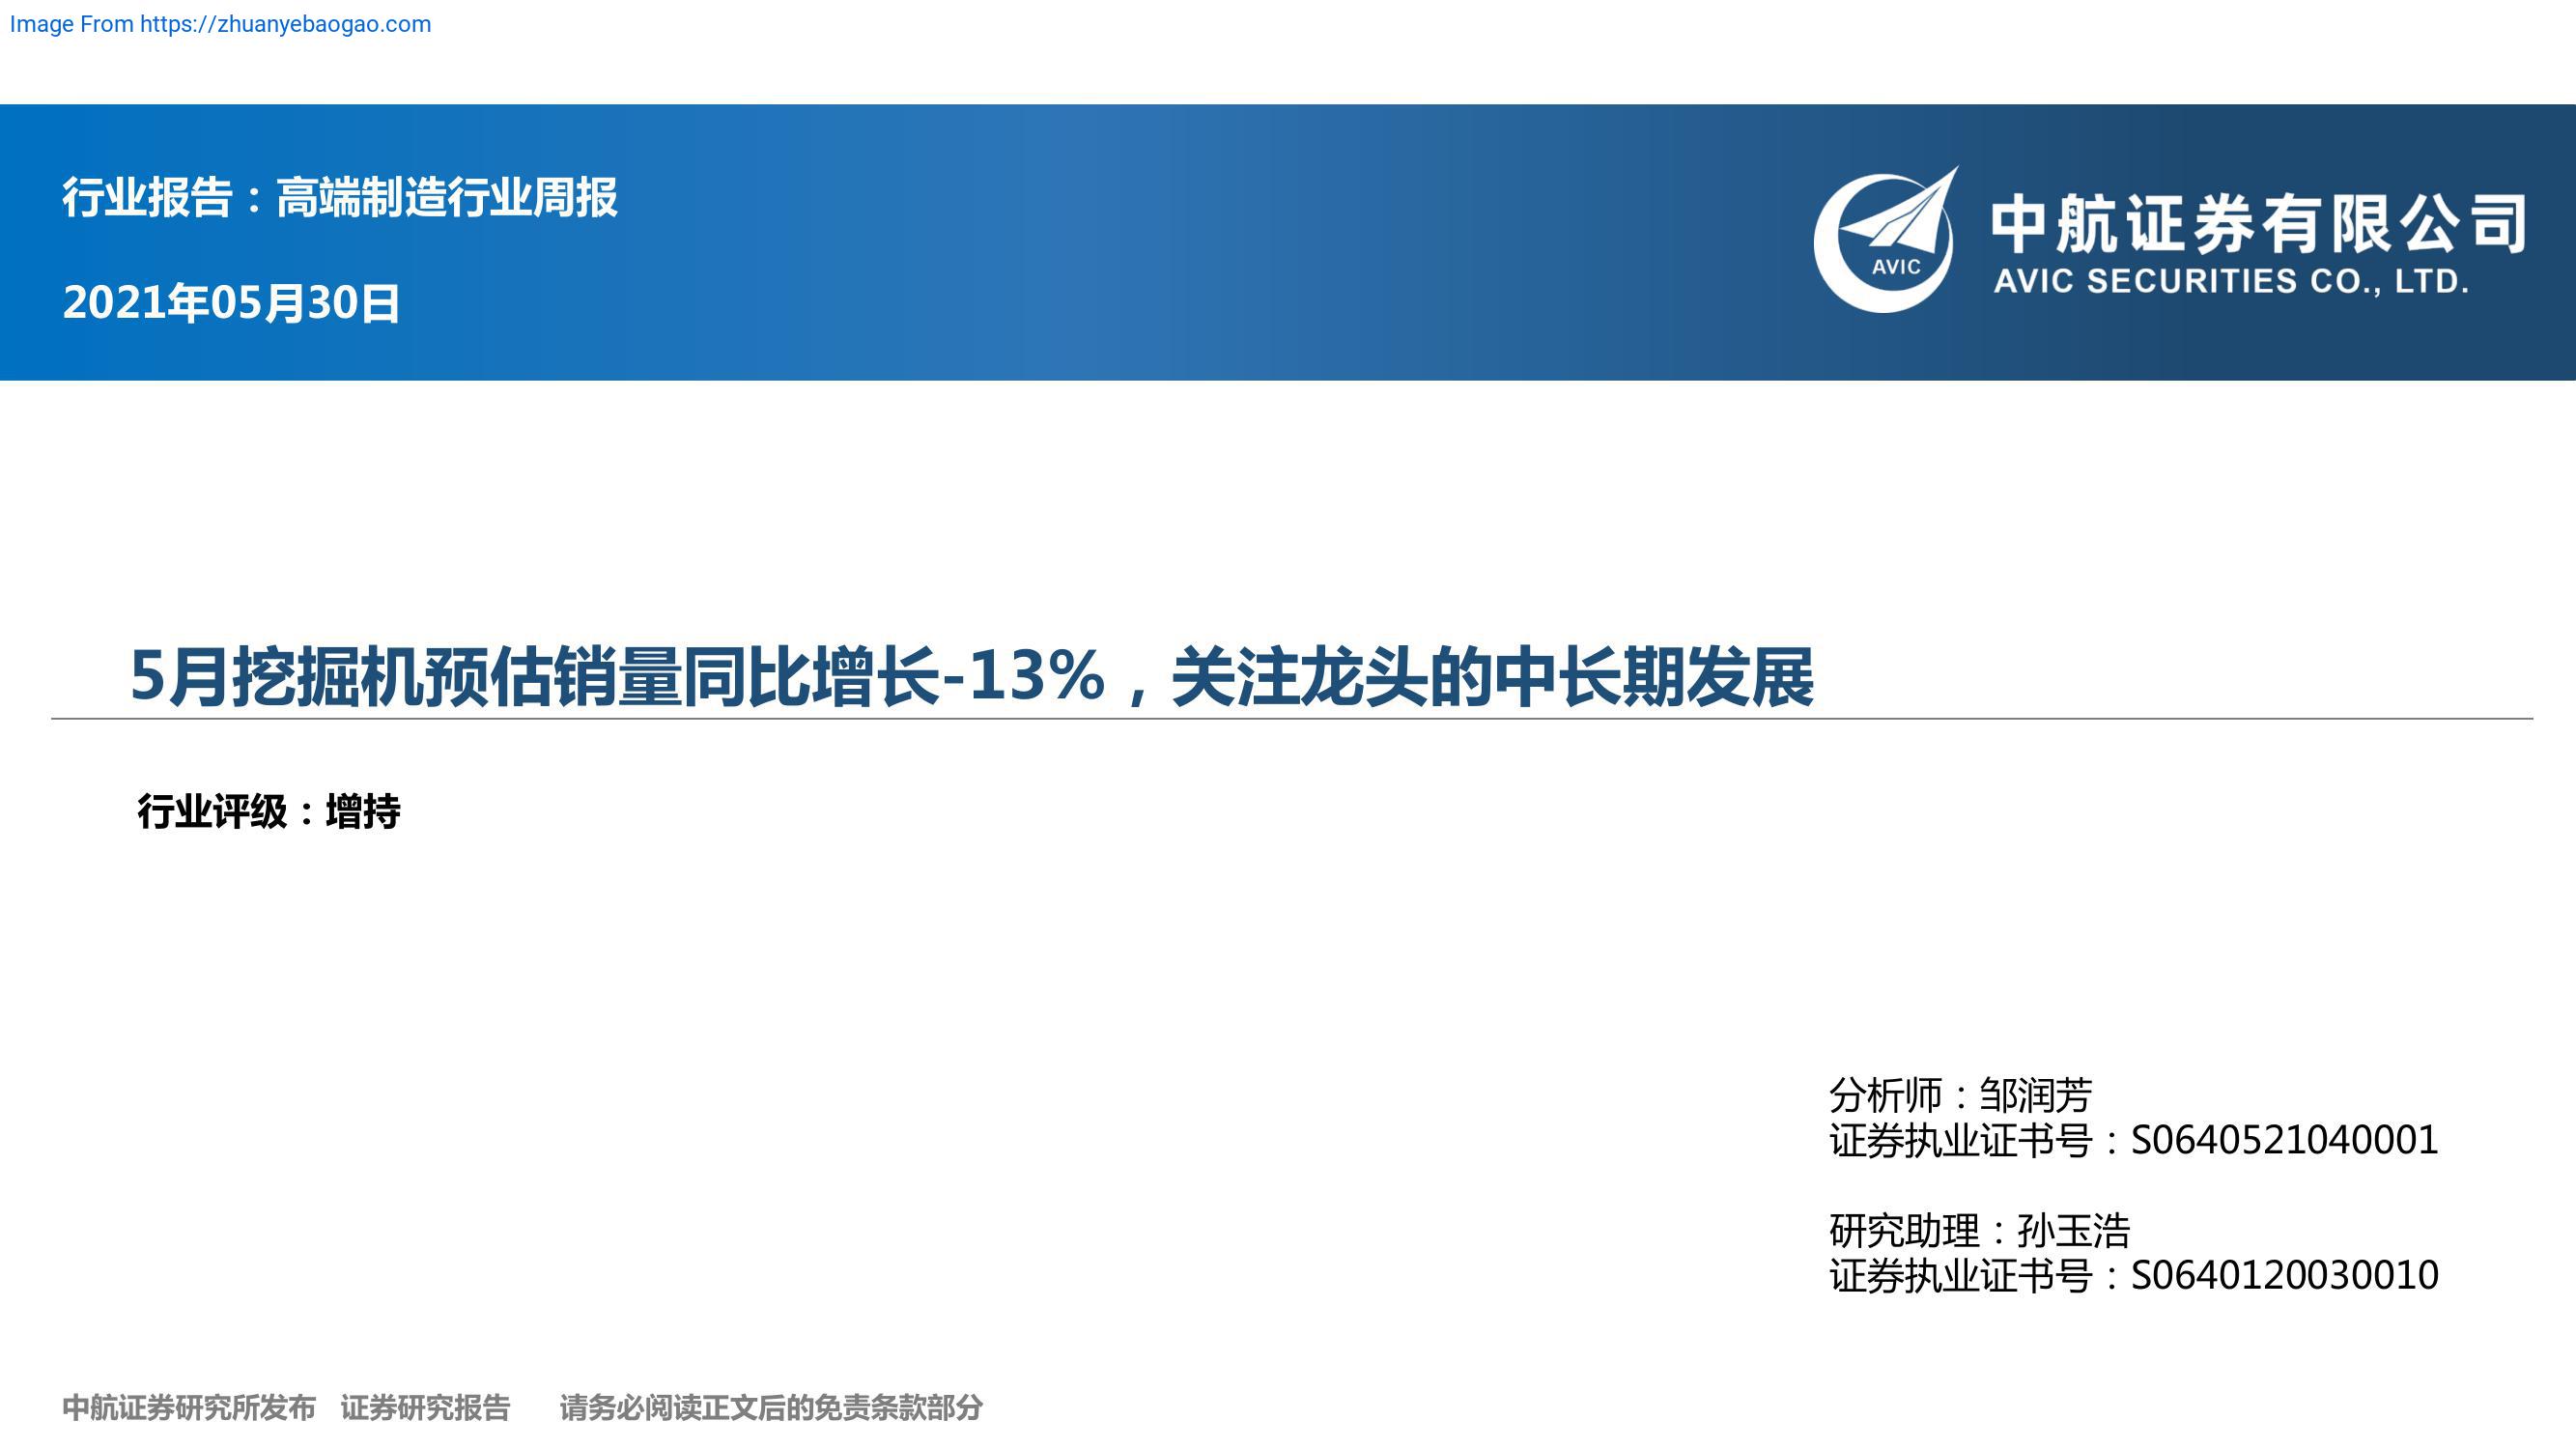 Image From https://zhuanyebaogao.com
行业报告：高端制造行业周报
2021年05月30日
AVIC
中航证券有限公司
AVIC SECURITIES CO., LTD.
5月挖掘机预估销量同比增长-13%，关注龙头的中长期发展
行业评级：增持
分析师：邹润芳
证券执业证书号：S0640521040001
研究助理：孙玉浩
证券执业证书号：S0640120030010
中航证券研究所发布 证券研究报告 请务必阅读正文后的免责条款部分